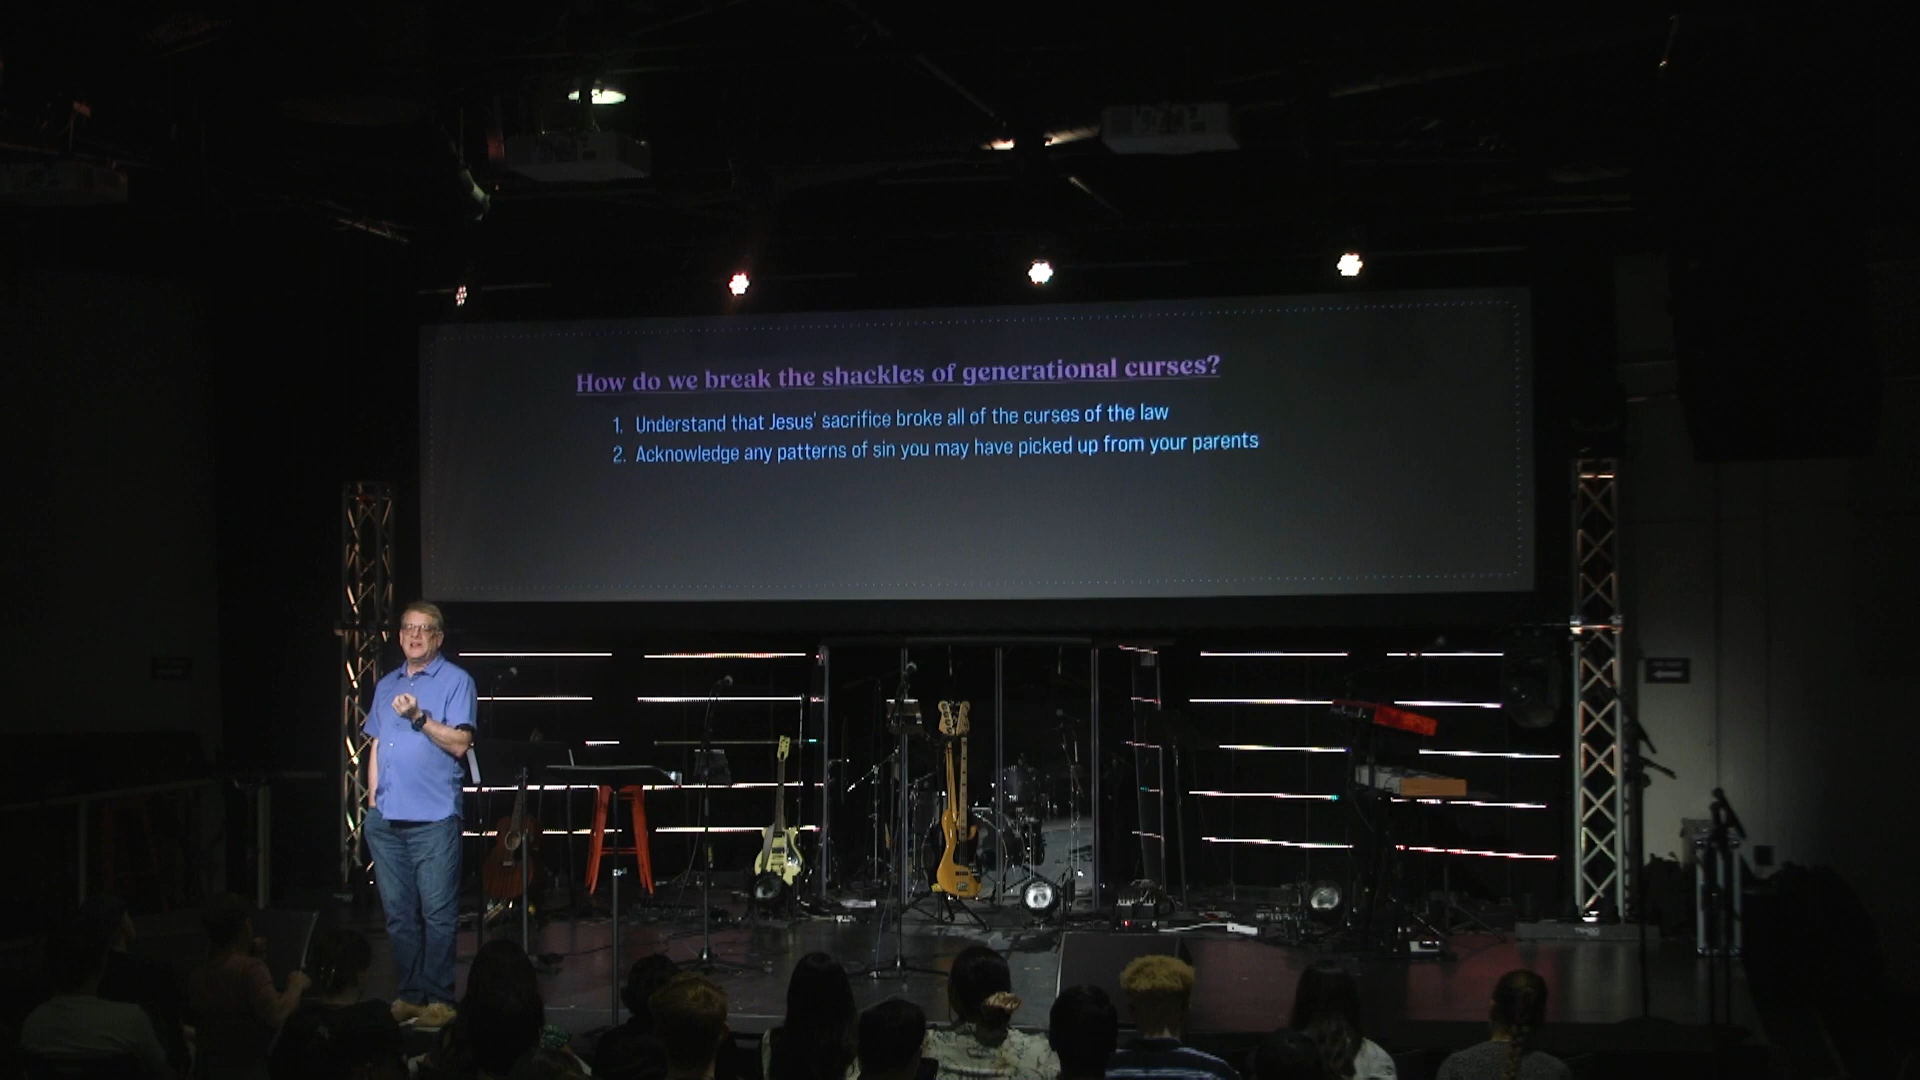 How do we break the shackles of generational curses?
1. Understand that Jesus' sacrifice broke all of the curses of the law
2. Acknowledge any patterns of sin you may have picked up from your parents